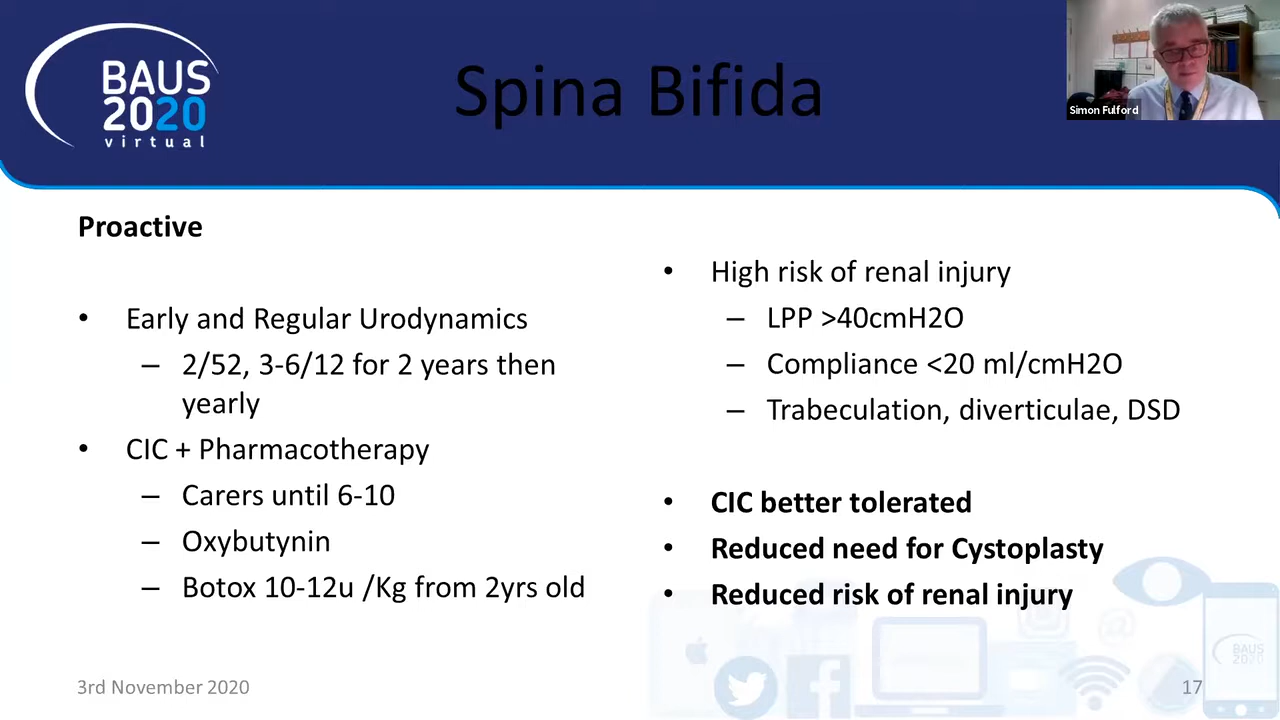 BAUS
2020
virtual
Spina Bifida
Simon Fulford
Proactive
• Early and Regular Urodynamics
– 2/52, 3-6/12 for 2 years then
yearly
• CIC + Pharmacotherapy
– Carers until 6-10
– Oxybutynin
– Botox 10-12u /Kg from 2yrs old
• High risk of renal injury
– LPP >40cmH2O
– Compliance <20 ml/cmH2O
– Trabeculation, diverticulae, DSD
• CIC better tolerated
• Reduced need for Cystoplasty
• Reduced risk of renal injury
BAUS
2020
3rd November 2020
17